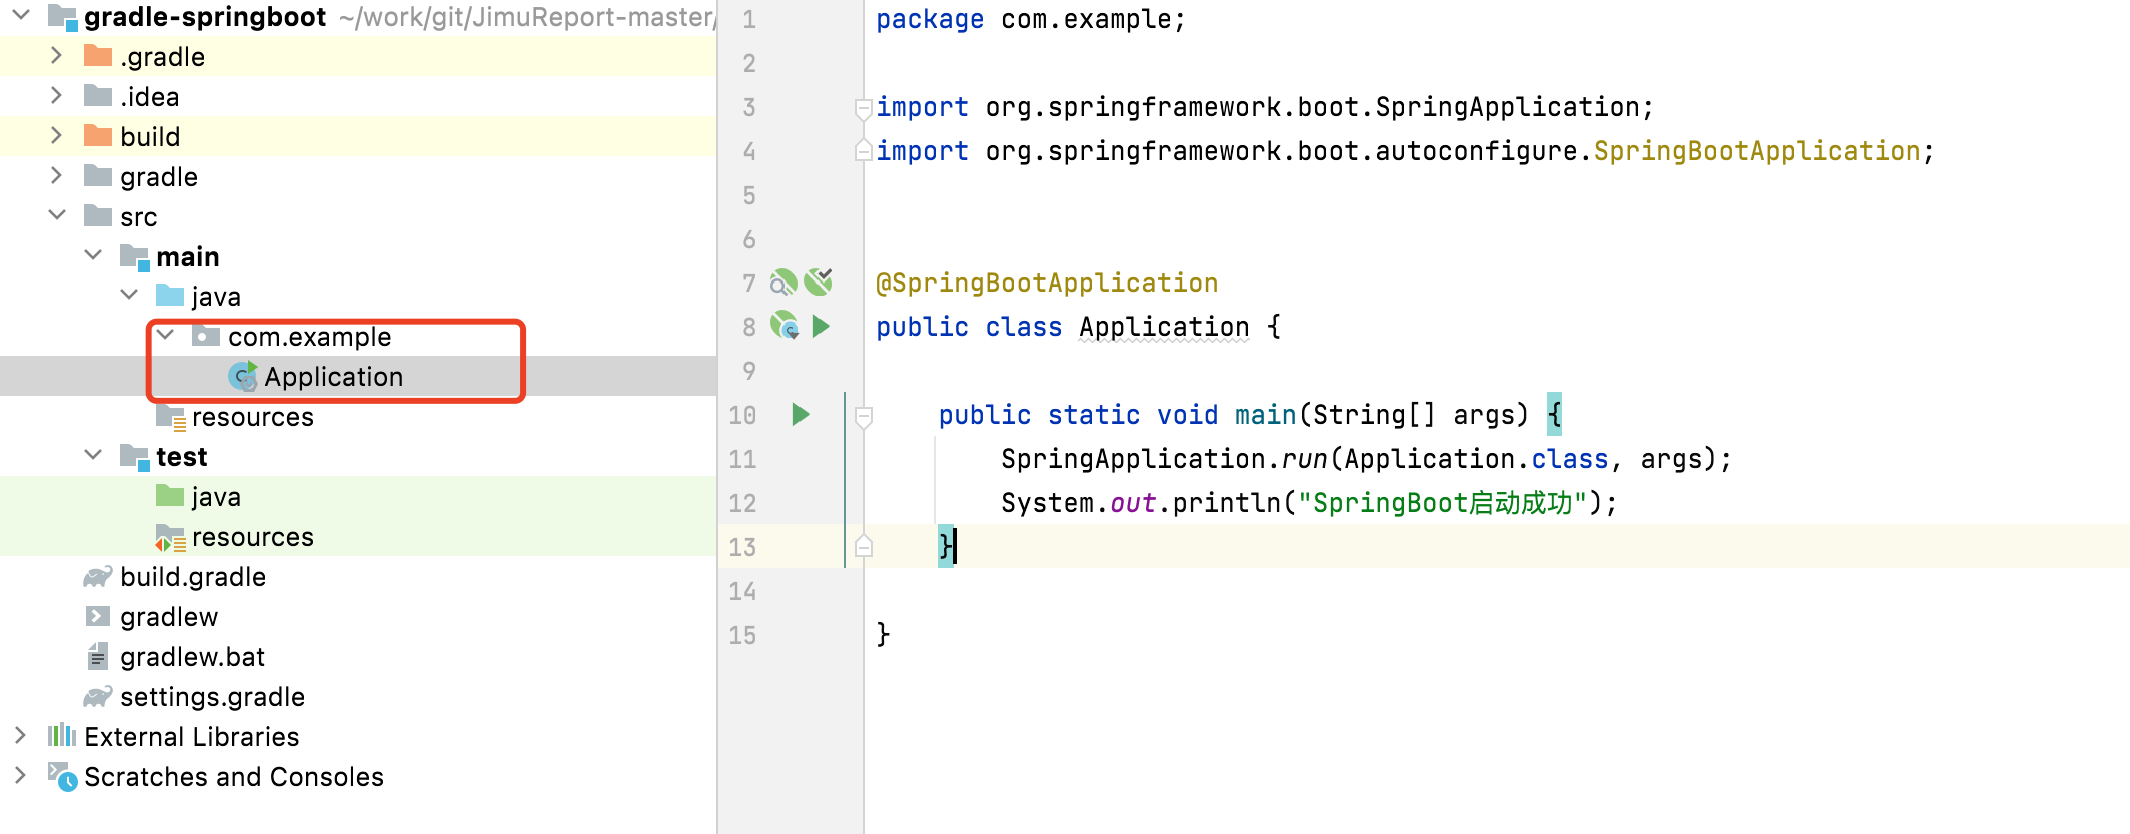 gradle-springboot ~/work/git/JimuReport-master/
.gradle
.idea
build
gradle
src
main
java
com.example
Application
resources
test
java
resources
build.gradle
gradlew
gradlew.bat
settings.gradle
External Libraries
Scratches and Consoles
1 package com.example;
2
3 import org.springframework.boot.SpringApplication;
4 import org.springframework.boot.autoconfigure.SpringBootApplication;
5
6
7 @SpringBootApplication
8 public class Application {
9
10 public static void main(String[] args) {
11 SpringApplication.run(Application.class, args);
12 System.out.println("SpringBoot启动成功");
13 }
14
15 }